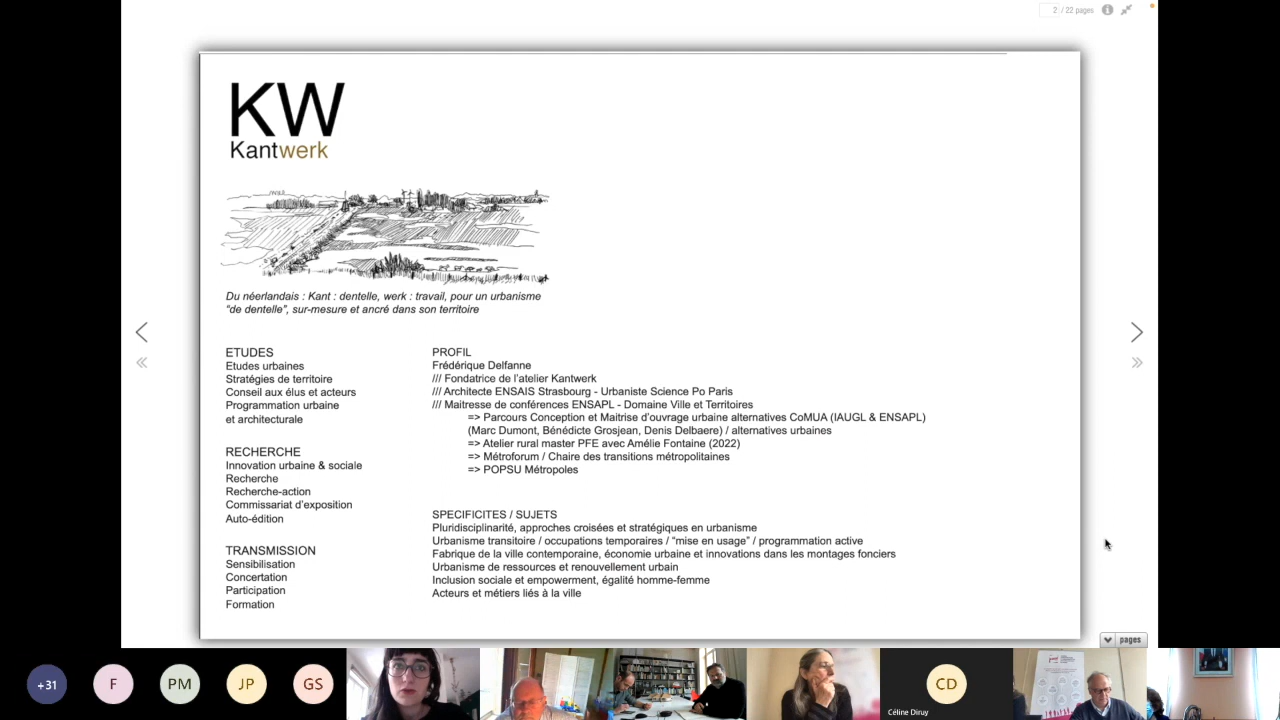 2 / 22 pages
KW
Kantwerk
Du néerlandais : Kant : dentelle, werk : travail, pour un urbanisme
“de dentelle”, sur-mesure et ancré dans son territoire
ETUDES
Etudes urbaines
Stratégies de territoire
Conseil aux élus et acteurs
Programmation urbaine
et architecturale
RECHERCHE
Innovation urbaine & sociale
Recherche
Recherche-action
Commissariat d’exposition
Auto-édition
TRANSMISSION
Sensibilisation
Concertation
Participation
Formation
PROFIL
Frédérique Delfanne
/// Fondatrice de l’atelier Kantwerk
/// Architecte ENSAIS Strasbourg - Urbaniste Science Po Paris
/// Maitresse de conférences ENSAPL - Domaine Ville et Territoires
=> Parcours Conception et Maitrise d’ouvrage urbaine alternatives CoMUA (IAUGL & ENSAPL)
(Marc Dumont, Bénédicte Grosjean, Denis Delbaere) / alternatives urbaines
=> Atelier rural master PFE avec Amélie Fontaine (2022)
=> Métroforum / Chaire des transitions métropolitaines
=> POPSU Métropoles
SPECIFICITES / SUJETS
Pluridisciplinarité, approches croisées et stratégiques en urbanisme
Urbanisme transitoire / occupations temporaires / “mise en usage” / programmation active
Fabrique de la ville contemporaine, économie urbaine et innovations dans les montages fonciers
Urbanisme de ressources et renouvellement urbain
Inclusion sociale et empowerment, égalité homme-femme
Acteurs et métiers liés à la ville
pages
+31
F
PM
JP
GS
CD
Céline Diruy